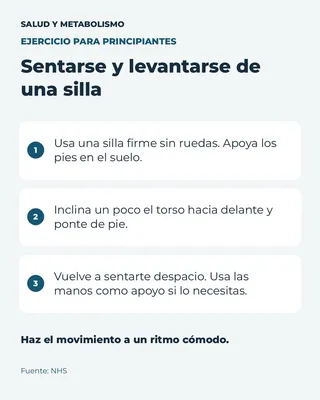 SALUD Y METABOLISMO
EJERCICIO PARA PRINCIPIANTES
Sentarse y levantarse de
una silla
1
Usa una silla firme sin ruedas. Apoya los
pies en el suelo.
2
Inclina un poco el torso hacia delante y
ponte de pie.
3
Vuelve a sentarte despacio. Usa las
manos como apoyo si lo necesitas.
Haz el movimiento a un ritmo cómodo.
Fuente: NHS